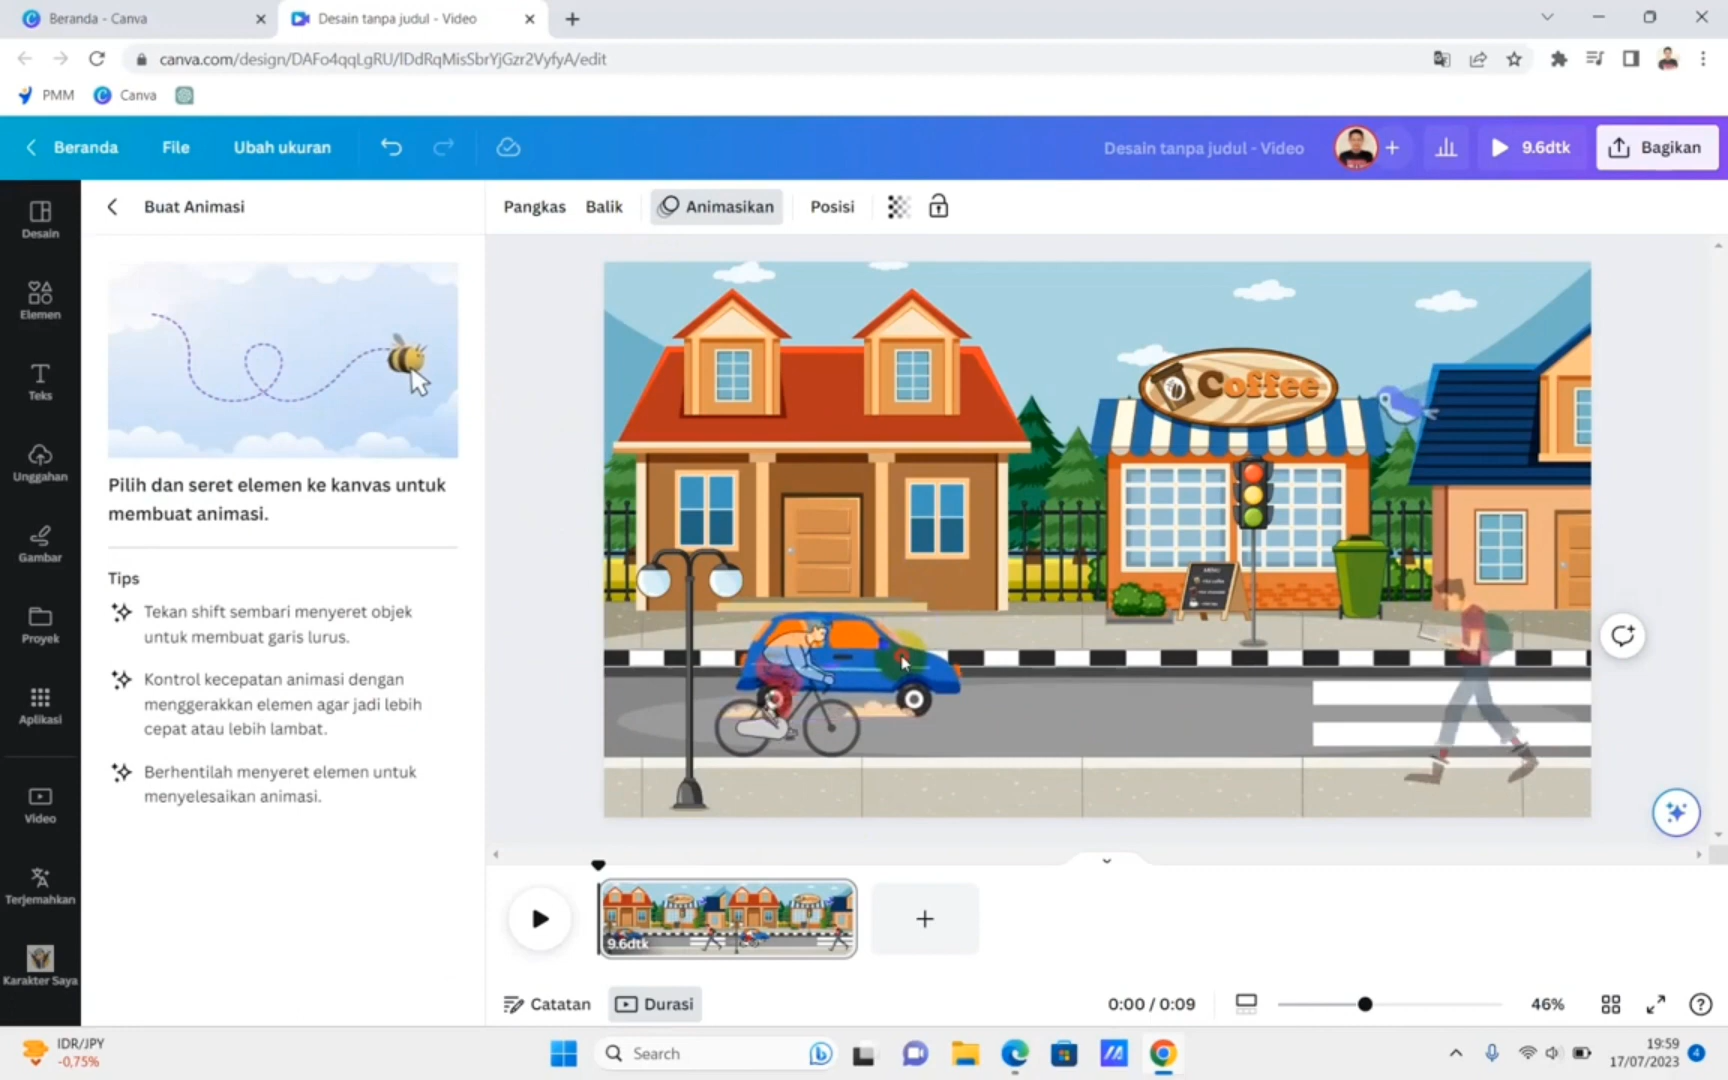 Beranda - Canva
Desain tanpa judul - Video
canva.com/design/DAFo4qqLgRU/lDdRqMisSbrYjGzr2VyfyA/edit
PMM
Canva
Beranda
File
Ubah ukuran
Desain tanpa judul - Video
9.6dtk
Bagikan
Buat Animasi
Pangkas
Balik
Animasikan
Posisi
Desain
Elemen
Teks
Unggahan
Gambar
Proyek
Aplikasi
Video
Terjemahkan
Karakter Saya
Pilih dan seret elemen ke kanvas untuk
membuat animasi.
Tips
Tekan shift sembari menyeret objek
untuk membuat garis lurus.
Kontrol kecepatan animasi dengan
menggerakkan elemen agar jadi lebih
cepat atau lebih lambat.
Berhentilah menyeret elemen untuk
menyelesaikan animasi.
Coffee
MENU
9.6dtk
Catatan
Durasi
0:00 / 0:09
46%
IDR/JPY
-0,75%
Search
19:59
17/07/2023
4